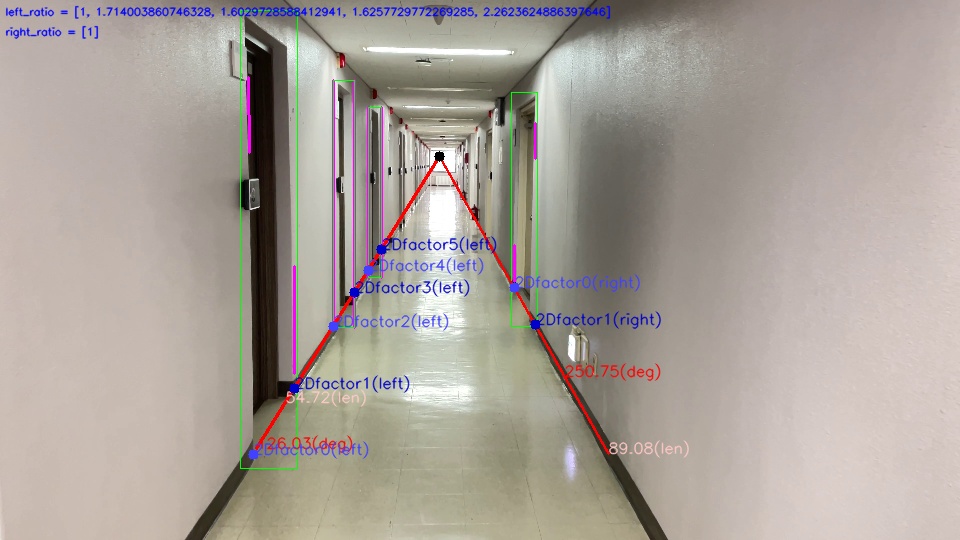 left_ratio = [1, 1.714003860746328, 1.6029728588412941, 1.6257729772269285, 2.2623624886397646]
right_ratio = [1]
2Dfactor5(left)
2Dfactor4(left)
2Dfactor3(left)
2Dfactor0(right)
2Dfactor2(left)
2Dfactor1(right)
250.75(deg)
2Dfactor1(left)
54.72(len)
126.03(deg)
2Dfactor0(left)
89.08(len)